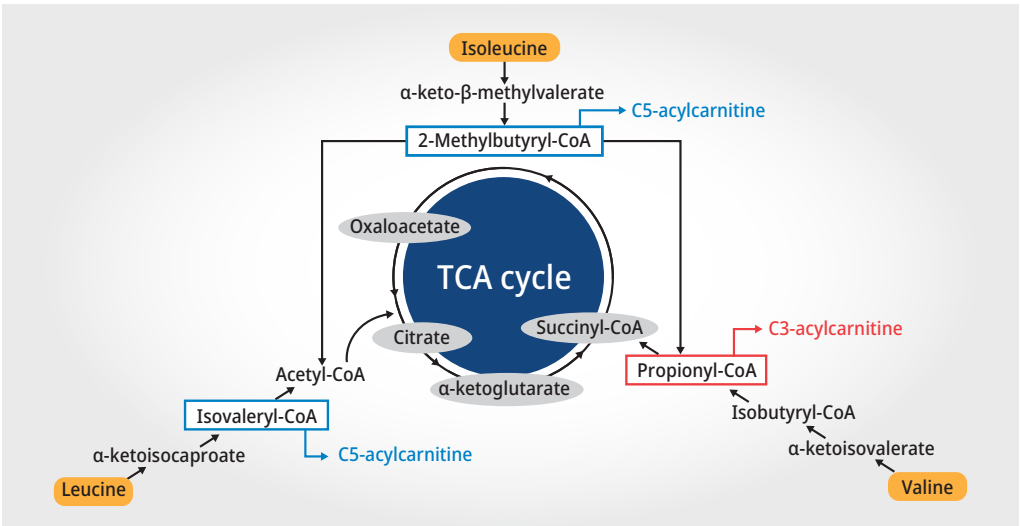 Isoleucine
α-keto-β-methylvalerate
C5-acylcarnitine
2-Methylbutyryl-CoA
Oxaloacetate
TCA cycle
Citrate
Succinyl-CoA
C3-acylcarnitine
Acetyl-CoA
α-ketoglutarate
Propionyl-CoA
Isovaleryl-CoA
Isobutyryl-CoA
α-ketoisocaproate
C5-acylcarnitine
α-ketoisovalerate
Leucine
Valine